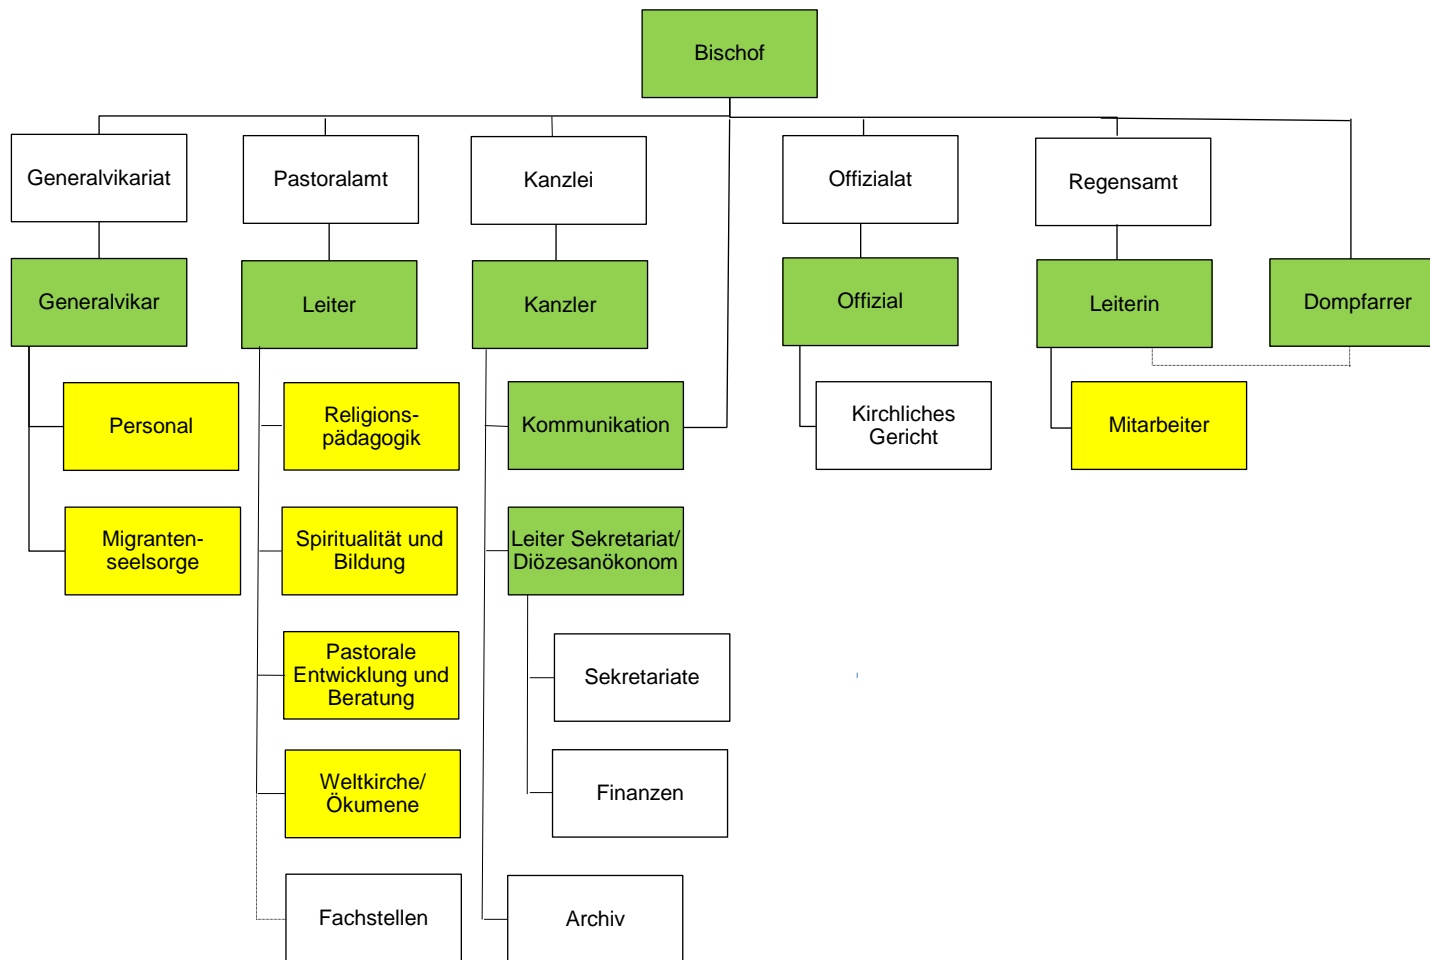 Bischof
Generalvikariat
Pastoralamt
Kanzlei
Offizialat
Regensamt
Generalvikar
Leiter
Kanzler
Offizial
Leiterin
Dompfarrer
Personal
Religions-
pädagogik
Kommunikation
Kirchliches
Gericht
Mitarbeiter
Migranten-
seelsorge
Spiritualität und
Bildung
Leiter Sekretariat/
Diözesanökonom
Pastorale
Entwicklung und
Beratung
Sekretariate
Weltkirche/
Ökumene
Finanzen
Fachstellen
Archiv